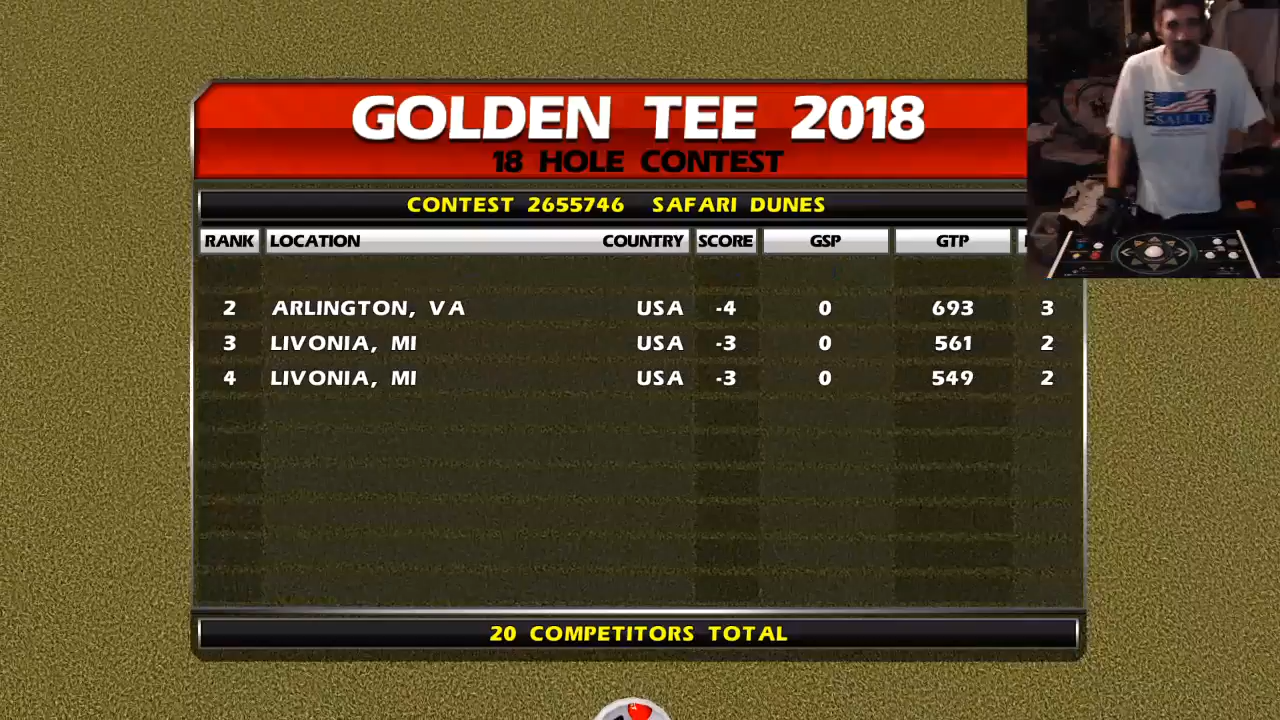 GOLDEN TEE 2018
18 HOLE CONTEST
CONTEST 2655746 SAFARI DUNES
RANK LOCATION COUNTRY SCORE GSP GTP
2 ARLINGTON, VA USA -4 0 693 3
3 LIVONIA, MI USA -3 0 561 2
4 LIVONIA, MI USA -3 0 549 2
20 COMPETITORS TOTAL
TEAM
SALUTE